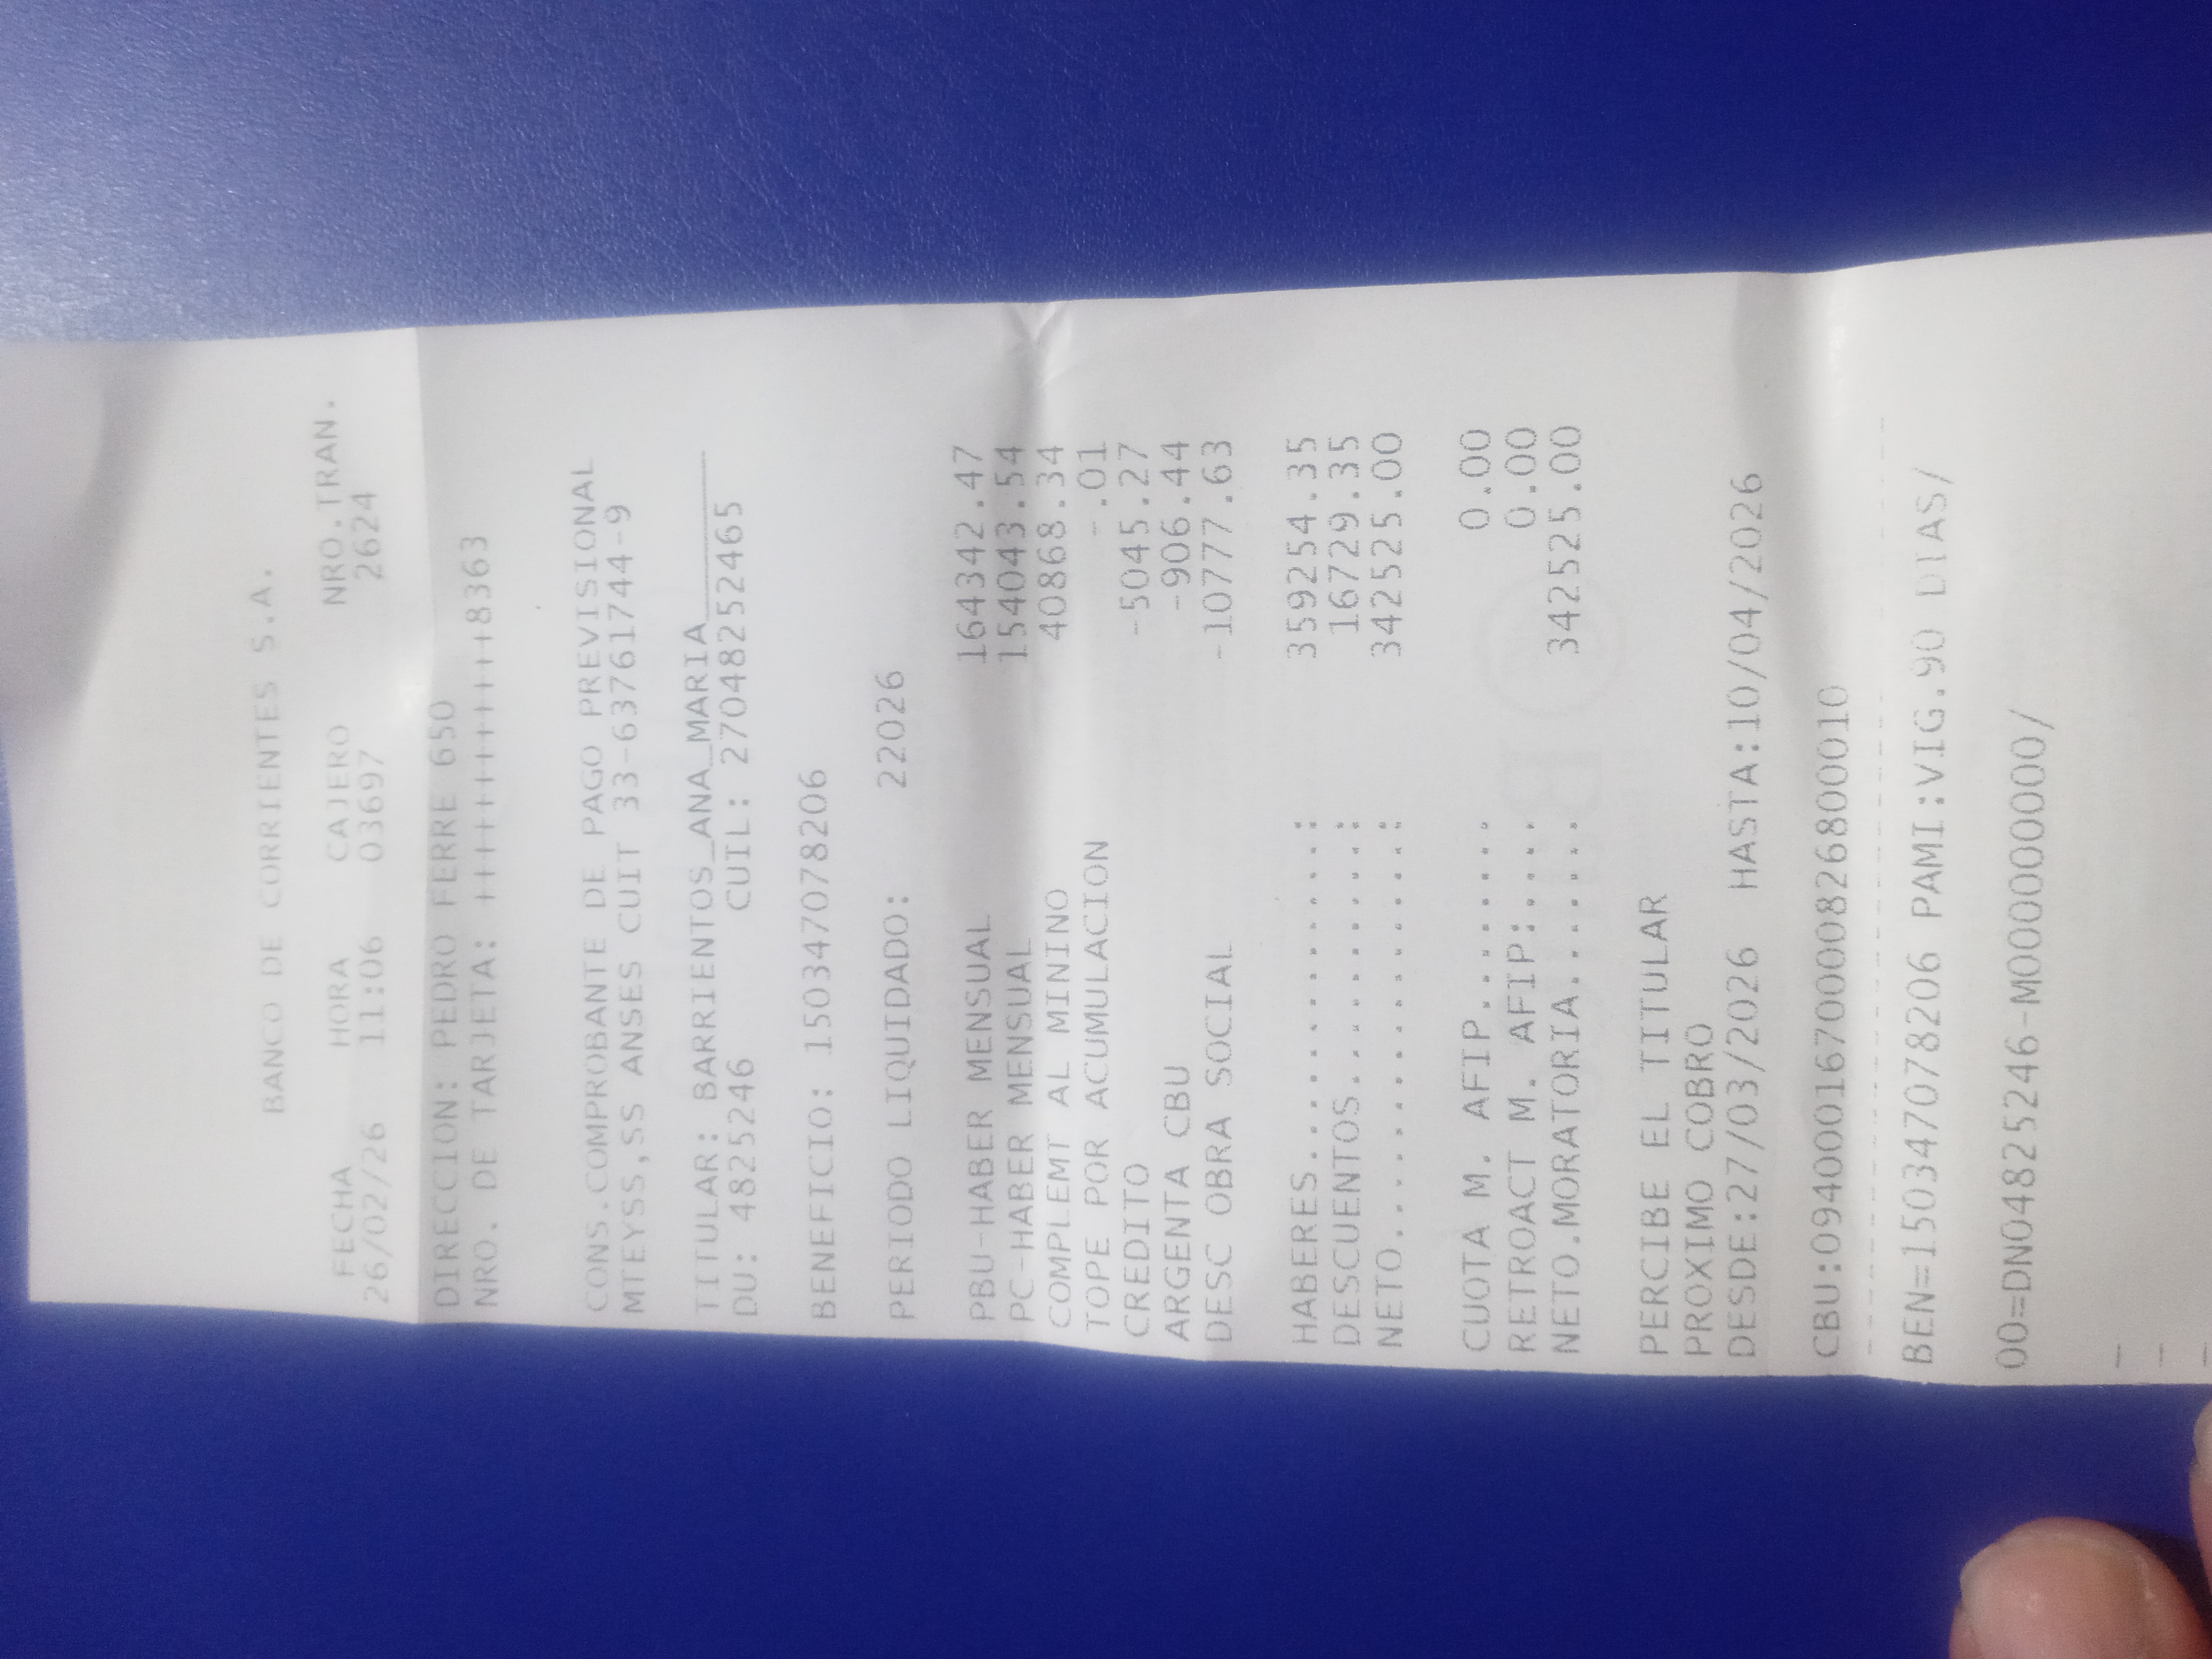 BANCO DE CORRIENTES S.A.
FECHA HORA CAJERO NRO.TRAN.
26/02/26 11:06 03697 2624
DIRECCION: PEDRO FERRE 650
NRO. DE TARJETA: ++++++++++++8363
CONS.COMPROBANTE DE PAGO PREVISIONAL
MTEYSS,SS ANSES CUIT 33-63761744-9
TITULAR: BARRIENTOS_ANA_MARIA________
DU: 4825246 CUIL: 27048252465
BENEFICIO: 150347078206
PERIODO LIQUIDADO: 22026
PBU-HABER MENSUAL 164342.47
PC-HABER MENSUAL 154043.54
COMPLEMT AL MININO 40868.34
TOPE POR ACUMULACION -.01
CREDITO -5045.27
ARGENTA CBU -906.44
DESC OBRA SOCIAL -10777.63
HABERES..................: 359254.35
DESCUENTOS...............: 16729.35
NETO.....................: 342525.00
CUOTA M. AFIP......... 0.00
RETROACT M. AFIP:..... 0.00
NETO.MORATORIA........ 342525.00
PERCIBE EL TITULAR
PROXIMO COBRO
DESDE:27/03/2026 HASTA:10/04/2026
CBU:0940001670000826800010
BEN=150347078206 PAMI:VIG.90 DIAS/
00=DN04825246-M00000000/